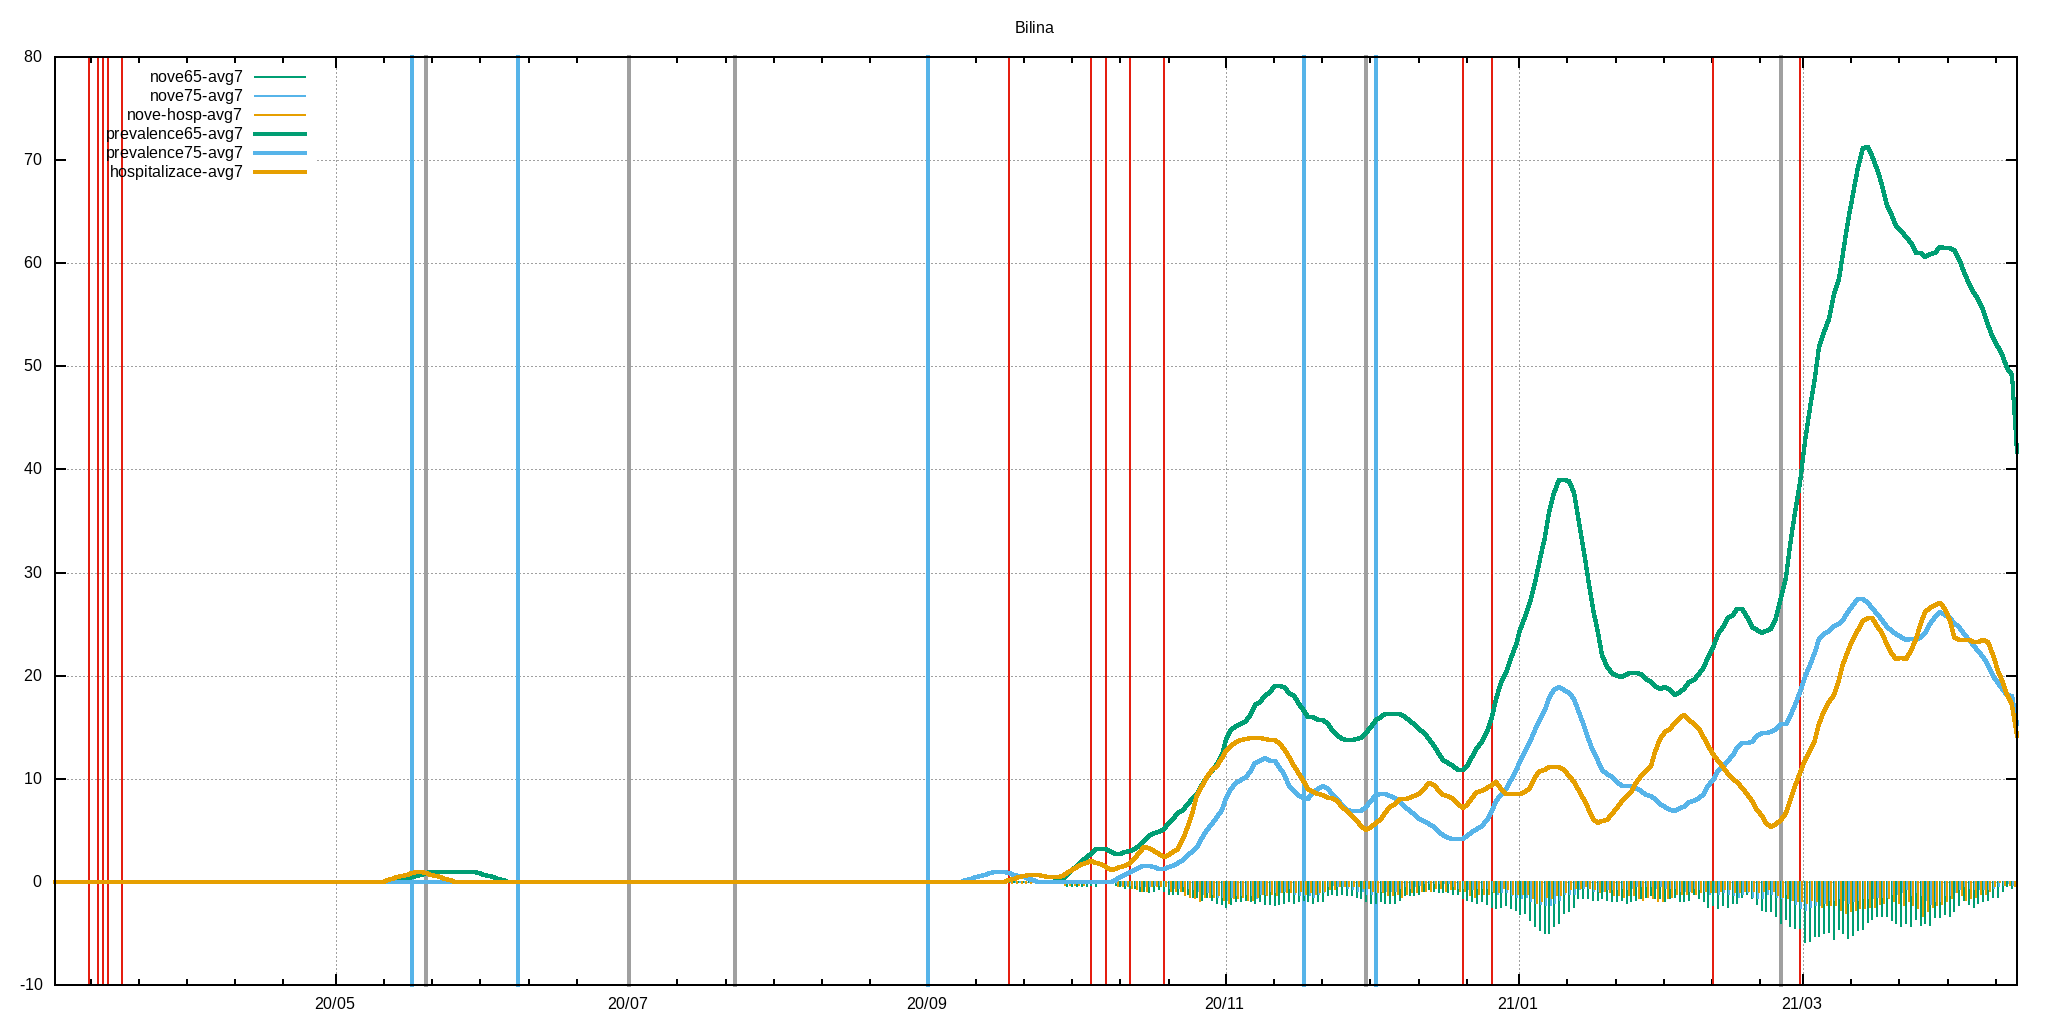 Bilina
80
70
60
50
40
30
20
10
0
-10
nove65-avg7
nove75-avg7
nove-hosp-avg7
prevalence65-avg7
prevalence75-avg7
hospitalizace-avg7
20/05
20/07
20/09
20/11
21/01
21/03